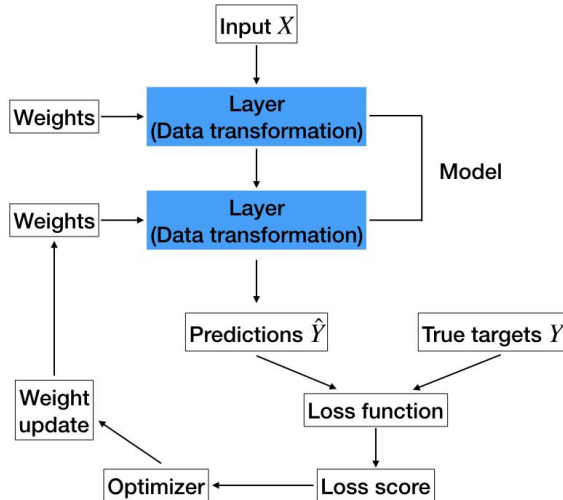 Input X
Weights
Layer
(Data transformation)
Model
Weights
Layer
(Data transformation)
Predictions Ŷ
True targets Y
Weight
update
Loss function
Optimizer
Loss score